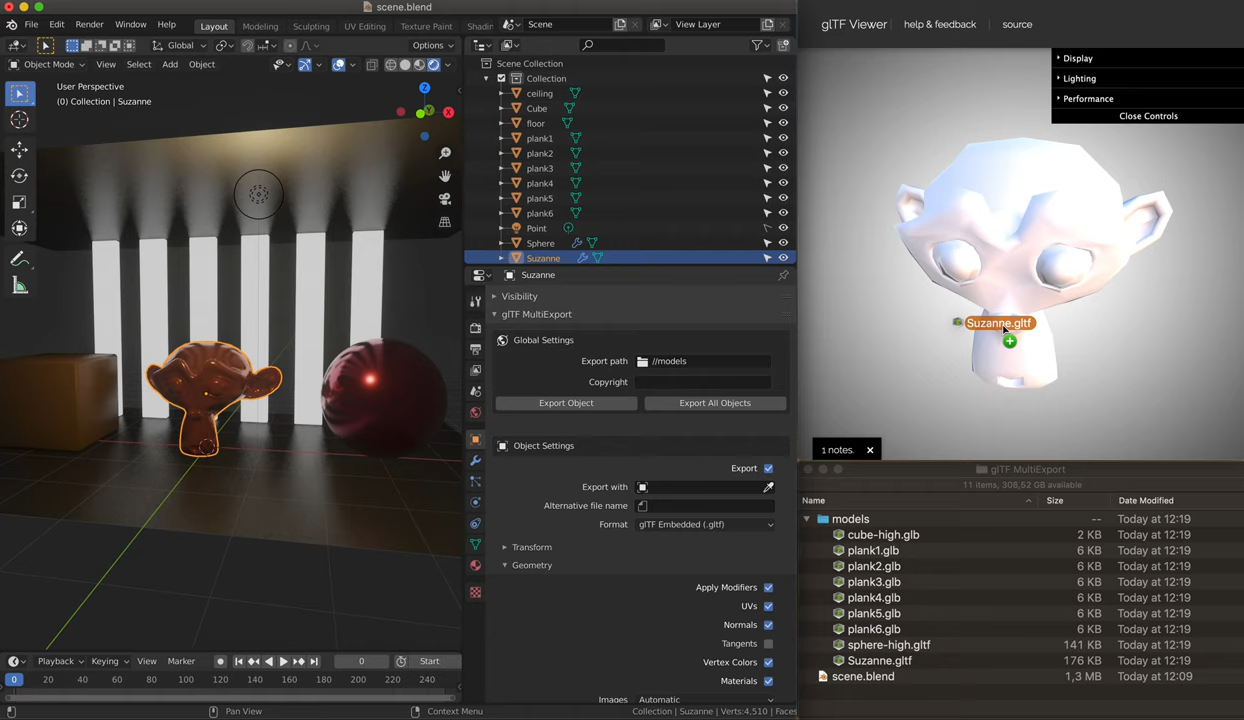 scene.blend
File Edit Render Window Help
Layout Modeling Sculpting UV Editing Texture Paint Shadin
Scene View Layer
Global Options
Object Mode View Select Add Object
User Perspective
(0) Collection | Suzanne
Z
Y
X
Playback Keying View Marker 0 Start
0 20 40 60 80 100 120 140 160 180 200 220 240
Scene Collection
Collection
ceiling
Cube
floor
plank1
plank2
plank3
plank4
plank5
plank6
Point
Sphere
Suzanne
Suzanne
Visibility
glTF MultiExport
Global Settings
Export path //models
Copyright
Export Object Export All Objects
Object Settings
Export
Export with
Alternative file name
Format glTF Embedded (.gltf)
Transform
Geometry
Apply Modifiers
UVs
Normals
Tangents
Vertex Colors
Materials
Images Automatic
Pan View Context Menu Collection | Suzanne | Verts:4,510 | Faces
glTF Viewer help & feedback source
Display
Lighting
Performance
Close Controls
Suzanne.gltf
1 notes. ×
glTF MultiExport
11 items, 308,52 GB available
Name Size Date Modified
models -- Today at 12:19
cube-high.glb 2 KB Today at 12:19
plank1.glb 6 KB Today at 12:19
plank2.glb 6 KB Today at 12:19
plank3.glb 6 KB Today at 12:19
plank4.glb 6 KB Today at 12:19
plank5.glb 6 KB Today at 12:19
plank6.glb 6 KB Today at 12:19
sphere-high.gltf 141 KB Today at 12:19
Suzanne.gltf 176 KB Today at 12:19
scene.blend 1,3 MB Today at 12:09